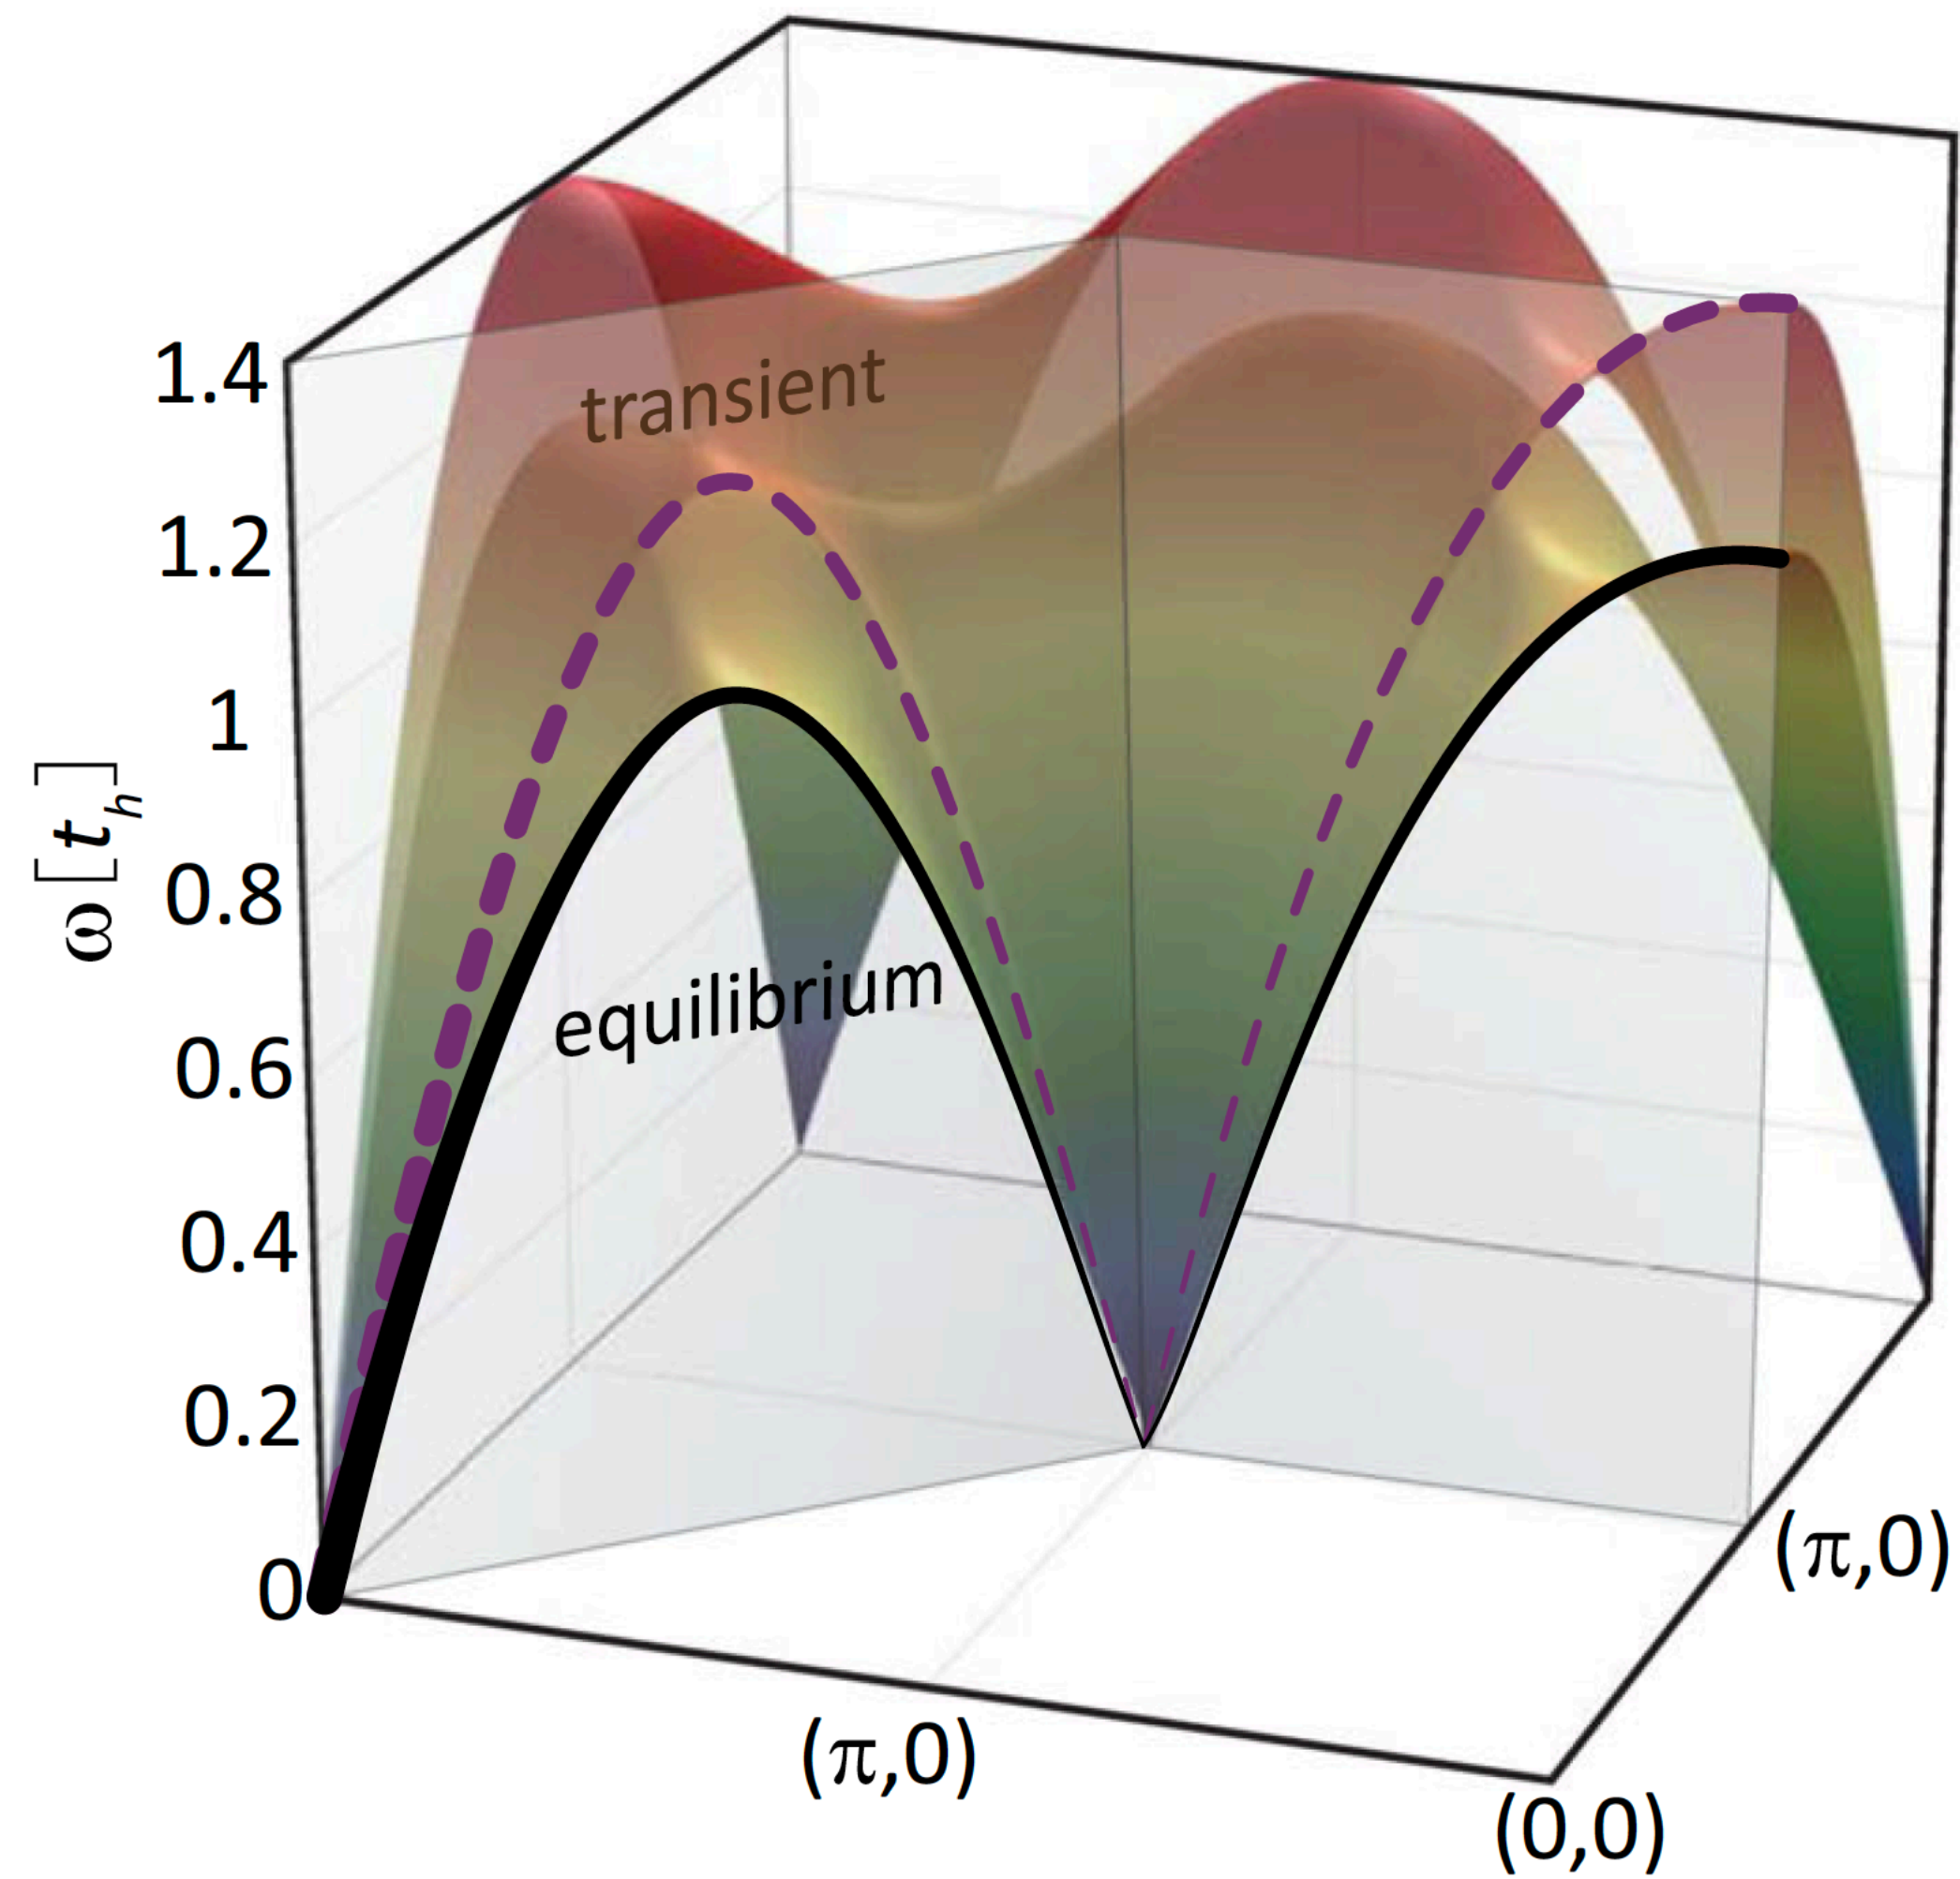 1.4
1.2
1
0.8
0.6
0.4
0.2
0
ω [t_h]
transient
equilibrium
(π,0)
(π,0)
(0,0)